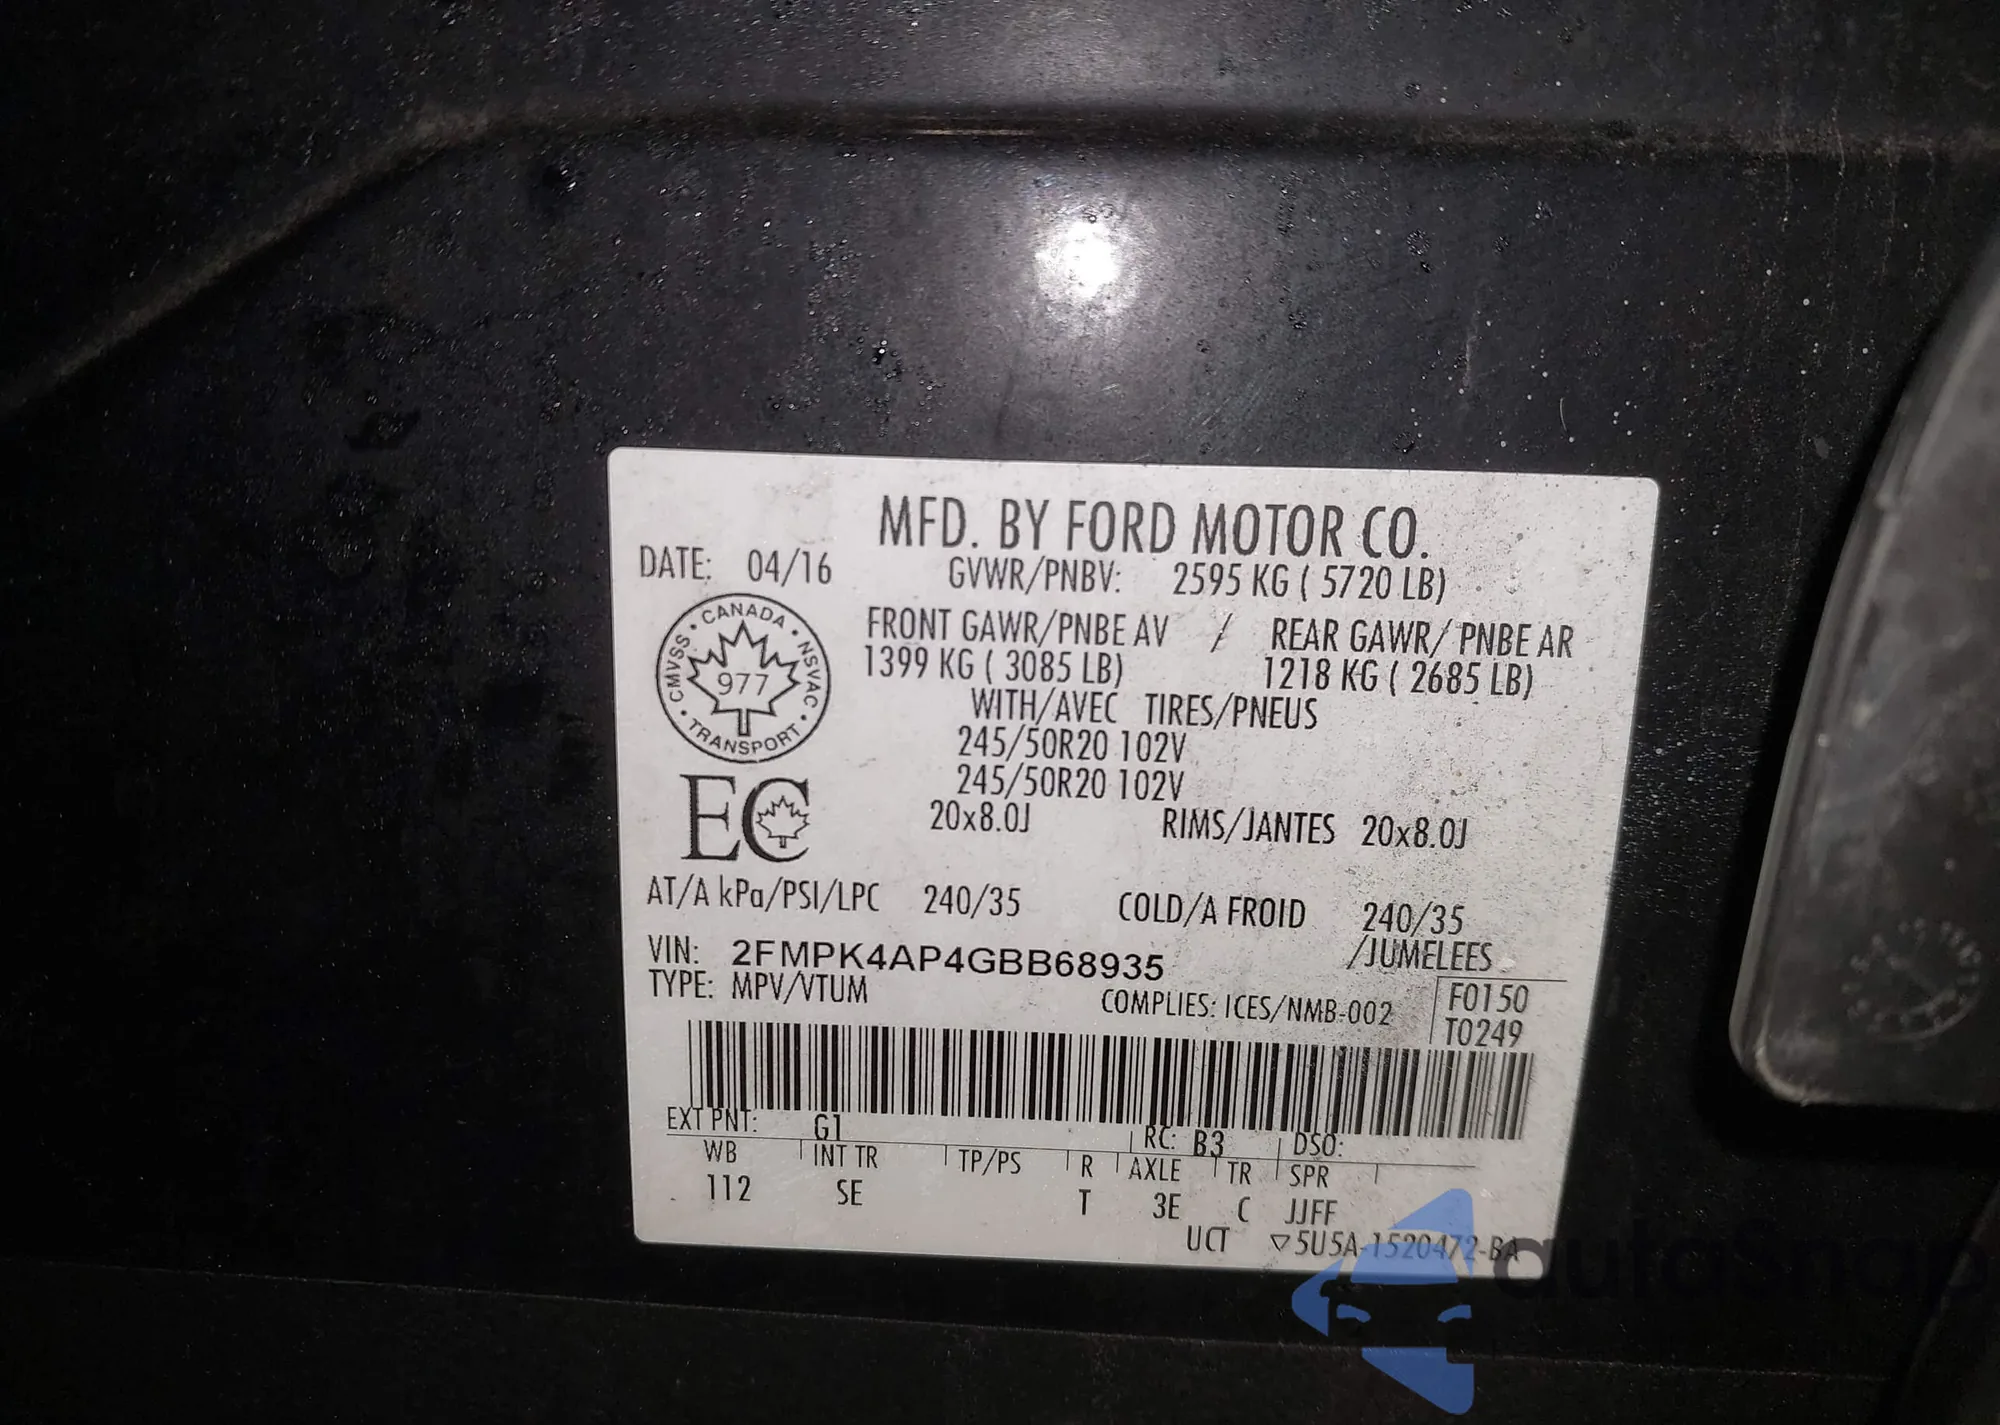 MFD. BY FORD MOTOR CO.
DATE: 04/16
GVWR/PNBV: 2595 KG ( 5720 LB)
CANADA · NSVAC · TRANSPORT · CMVSS ·
977
FRONT GAWR/PNBE AV / REAR GAWR/ PNBE AR
1399 KG ( 3085 LB) 1218 KG ( 2685 LB)
WITH/AVEC TIRES/PNEUS
245/50R20 102V
245/50R20 102V
EC
20x8.0J RIMS/JANTES 20x8.0J
AT/A kPa/PSI/LPC 240/35 COLD/A FROID 240/35
VIN: 2FMPK4AP4GBB68935 /JUMELEES
TYPE: MPV/VTUM
COMPLIES: ICES/NMB-002 F0150
T0249
EXT PNT: G1 RC: B3 DSO:
WB INT TR TP/PS R AXLE TR SPR
112 SE T 3E C JJFF
UCT ▽5U5A-1520472-BA
autosnap